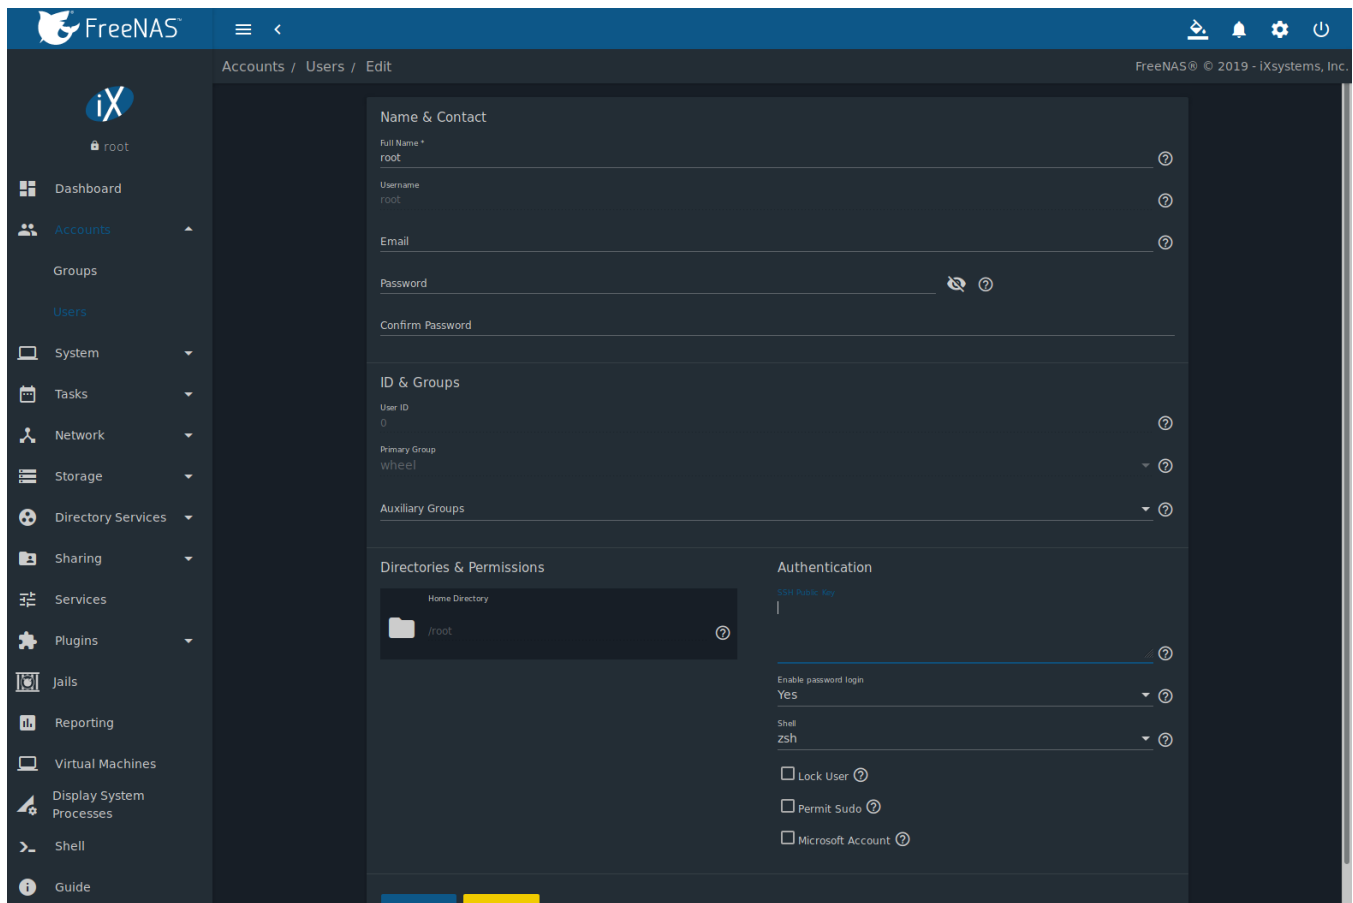 FreeNAS™
Accounts / Users / Edit
FreeNAS® © 2019 - iXsystems, Inc.
iX
root
Dashboard
Accounts
Groups
Users
System
Tasks
Network
Storage
Directory Services
Sharing
Services
Plugins
Jails
Reporting
Virtual Machines
Display System
Processes
Shell
Guide
Name & Contact
Full Name *
root
Username
root
Email
Password
Confirm Password
ID & Groups
User ID
0
Primary Group
wheel
Auxiliary Groups
Directories & Permissions
Home Directory
/root
Authentication
SSH Public Key
Enable password login
Yes
Shell
zsh
Lock User
Permit Sudo
Microsoft Account